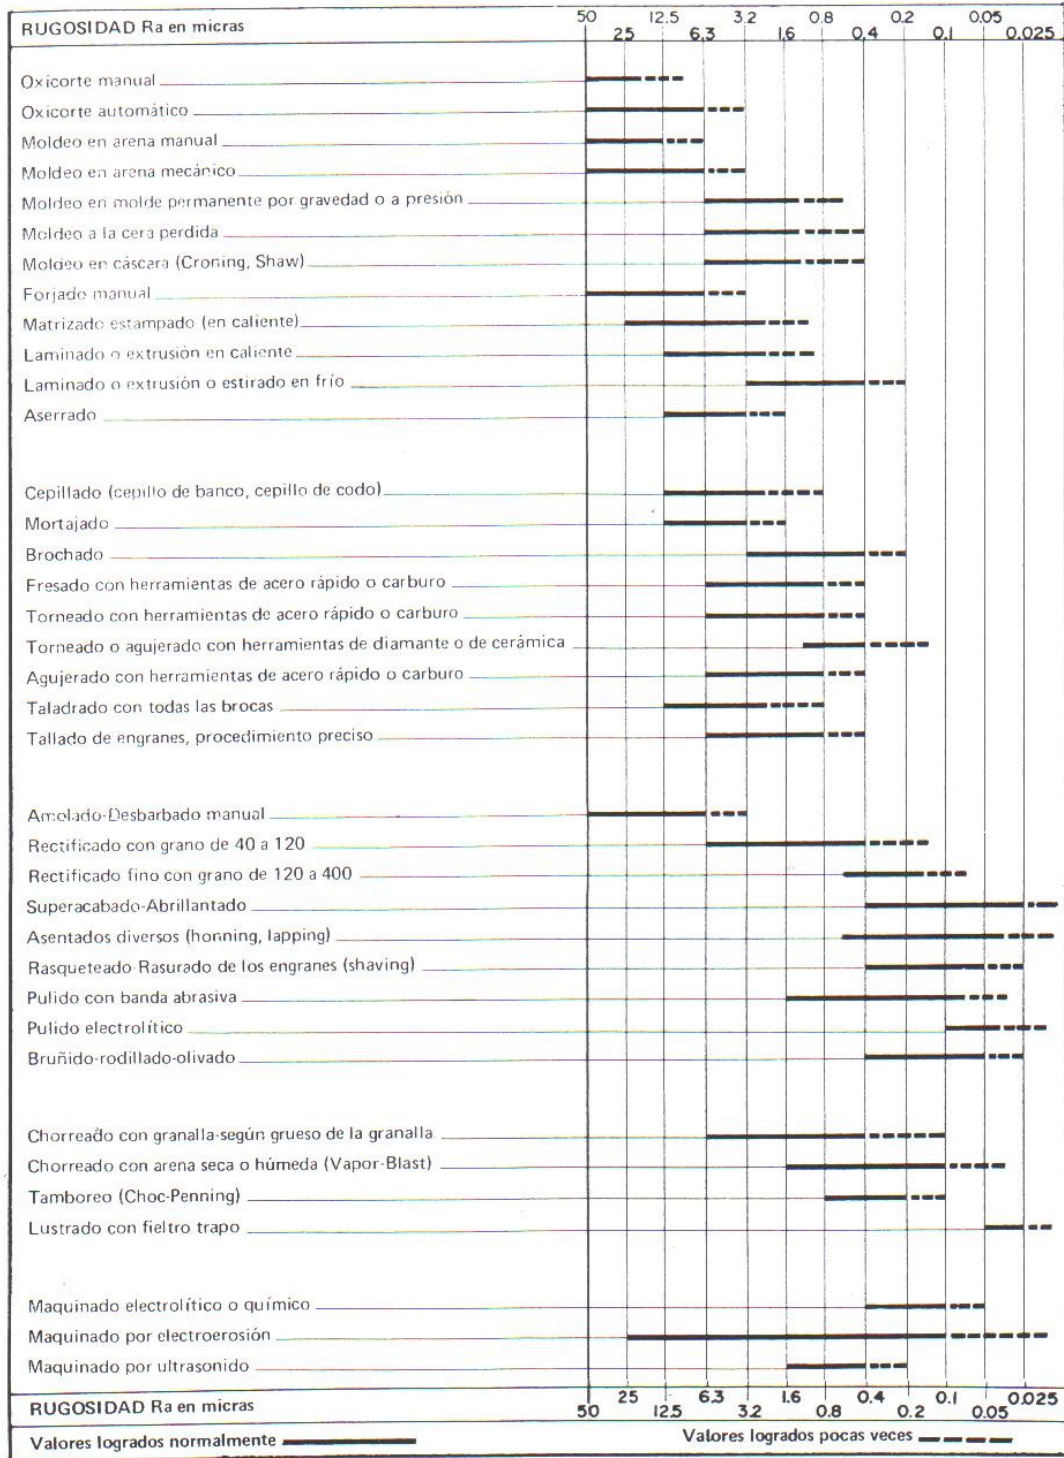 RUGOSIDAD Ra en micras
50 12.5 3.2 0.8 0.2 0.05
25 6.3 1.6 0.4 0.1 0.025
Oxicorte manual
Oxicorte automático
Moldeo en arena manual
Moldeo en arena mecánico
Moldeo en molde permanente por gravedad o a presión
Moldeo a la cera perdida
Moldeo en cáscara (Croning, Shaw)
Forjado manual
Matrizado estampado (en caliente)
Laminado o extrusión en caliente
Laminado o extrusión o estirado en frío
Aserrado
Cepillado (cepillo de banco, cepillo de codo)
Mortajado
Brochado
Fresado con herramientas de acero rápido o carburo
Torneado con herramientas de acero rápido o carburo
Torneado o agujerado con herramientas de diamante o de cerámica
Agujerado con herramientas de acero rápido o carburo
Taladrado con todas las brocas
Tallado de engranes, procedimiento preciso
Amolado-Desbarbado manual
Rectificado con grano de 40 a 120
Rectificado fino con grano de 120 a 400
Superacabado-Abrillantado
Asentados diversos (honning, lapping)
Rasqueteado-Rasurado de los engranes (shaving)
Pulido con banda abrasiva
Pulido electrolítico
Bruñido-rodillado-olivado
Chorreado con granalla-según grueso de la granalla
Chorreado con arena seca o húmeda (Vapor-Blast)
Tamboreo (Choc-Penning)
Lustrado con fieltro trapo
Maquinado electrolítico o químico
Maquinado por electroerosión
Maquinado por ultrasonido
RUGOSIDAD Ra en micras
25 6.3 1.6 0.4 0.1 0.025
50 12.5 3.2 0.8 0.2 0.05
Valores logrados normalmente
Valores logrados pocas veces